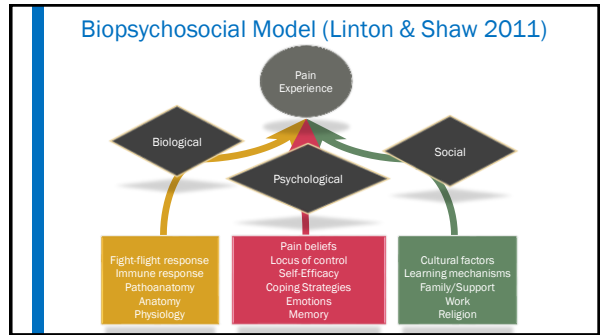 Biopsychosocial Model (Linton & Shaw 2011)
Pain
Experience
Biological
Psychological
Social
Fight-flight response
Immune response
Pathoanatomy
Anatomy
Physiology
Pain beliefs
Locus of control
Self-Efficacy
Coping Strategies
Emotions
Memory
Cultural factors
Learning mechanisms
Family/Support
Work
Religion